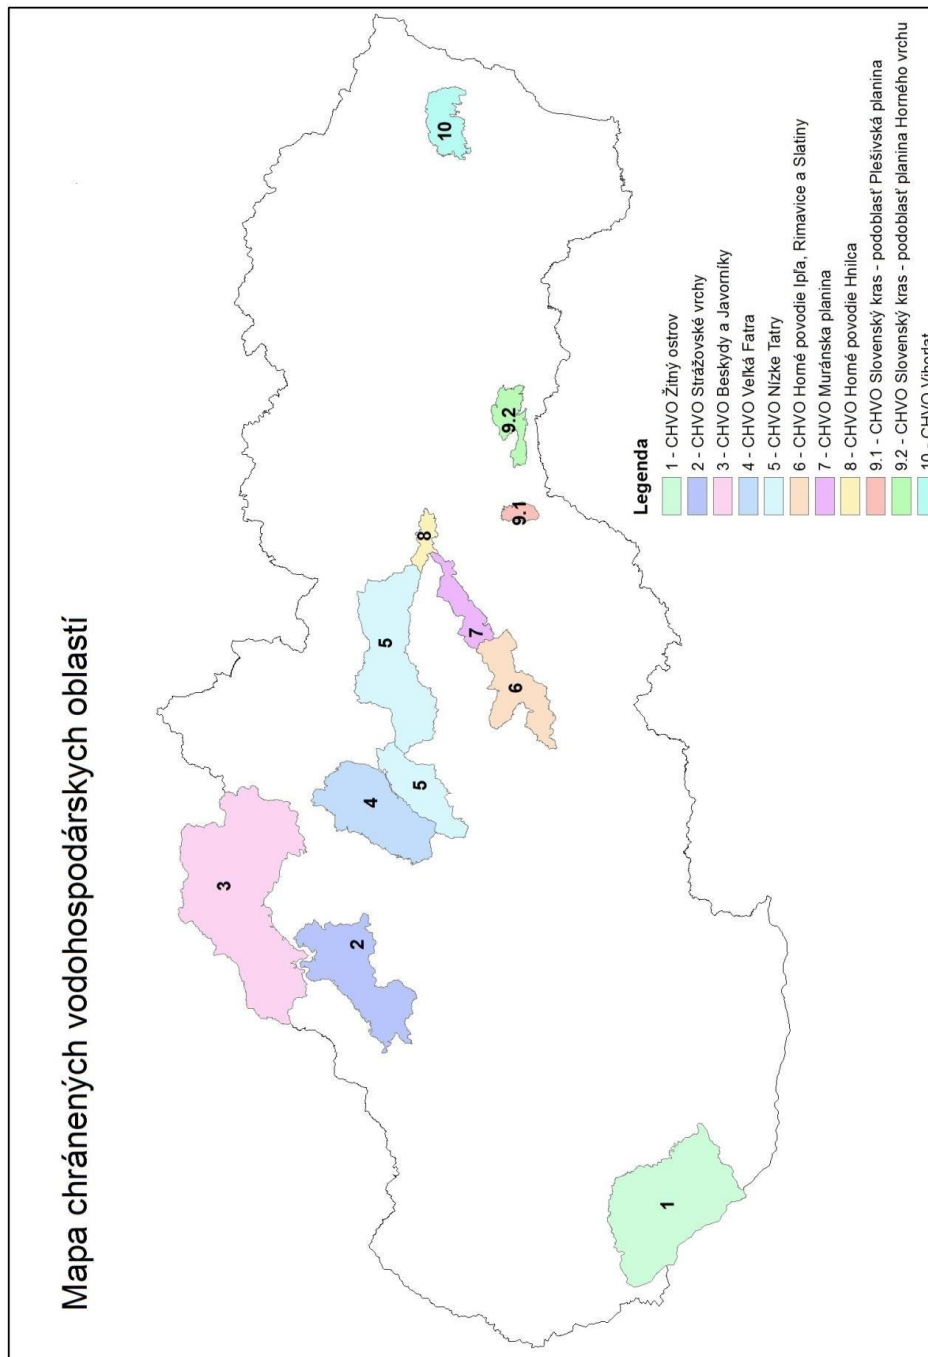 Mapa chránených vodohospodárskych oblastí
3
2
4
5
5
8
7
6
9.1
9.2
10
1
Legenda
1 - CHVO Žitný ostrov
2 - CHVO Strážovské vrchy
3 - CHVO Beskydy a Javorníky
4 - CHVO Veľká Fatra
5 - CHVO Nízke Tatry
6 - CHVO Horné povodie Ipľa, Rimavice a Slatiny
7 - CHVO Muránska planina
8 - CHVO Horné povodie Hnilca
9.1 - CHVO Slovenský kras - podoblasť Plešivská planina
9.2 - CHVO Slovenský kras - podoblasť planina Horného vrchu
10 - CHVO Vihorlat